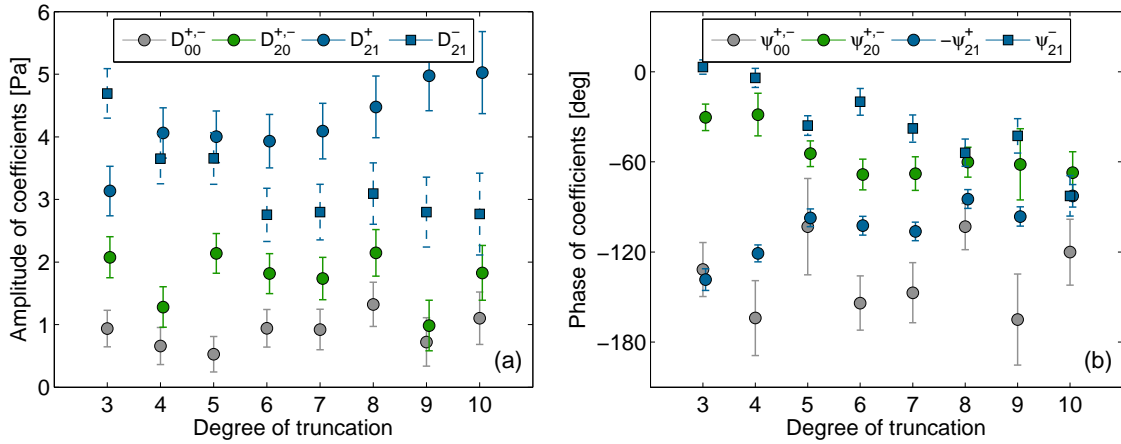 D₀₀⁺'⁻ D₂₀⁺'⁻ D₂₁⁺ D₂₁⁻
Amplitude of coefficients [Pa]
6
5
4
3
2
1
0
(a)
3 4 5 6 7 8 9 10
Degree of truncation
ψ₀₀⁺'⁻ ψ₂₀⁺'⁻ −ψ₂₁⁺ ψ₂₁⁻
Phase of coefficients [deg]
0
−60
−120
−180
(b)
3 4 5 6 7 8 9 10
Degree of truncation